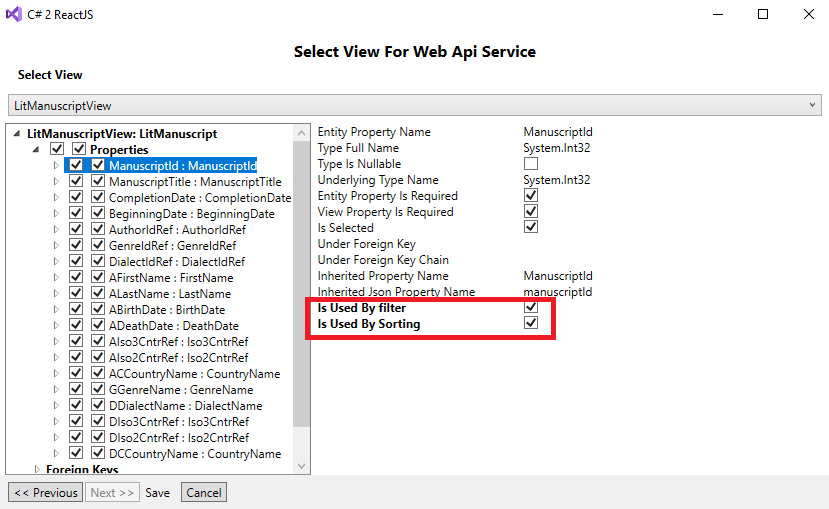 C# 2 ReactJS
Select View For Web Api Service
Select View
LitManuscriptView
LitManuscriptView: LitManuscript
Properties
ManuscriptId : ManuscriptId
ManuscriptTitle : ManuscriptTitle
CompletionDate : CompletionDate
BeginningDate : BeginningDate
AuthorIdRef : AuthorIdRef
GenreIdRef : GenreIdRef
DialectIdRef : DialectIdRef
AFirstName : FirstName
ALastName : LastName
ABirthDate : BirthDate
ADeathDate : DeathDate
AIso3CntrRef : Iso3CntrRef
AIso2CntrRef : Iso2CntrRef
ACCountryName : CountryName
GGenreName : GenreName
DDialectName : DialectName
DIso3CntrRef : Iso3CntrRef
DIso2CntrRef : Iso2CntrRef
DCCountryName : CountryName
Foreign Keys
Entity Property Name ManuscriptId
Type Full Name System.Int32
Type Is Nullable
Underlying Type Name System.Int32
Entity Property Is Required
View Property Is Required
Is Selected
Under Foreign Key
Under Foreign Key Chain
Inherited Property Name ManuscriptId
Inherited Json Property Name manuscriptId
Is Used By filter
Is Used By Sorting
<< Previous Next >> Save Cancel